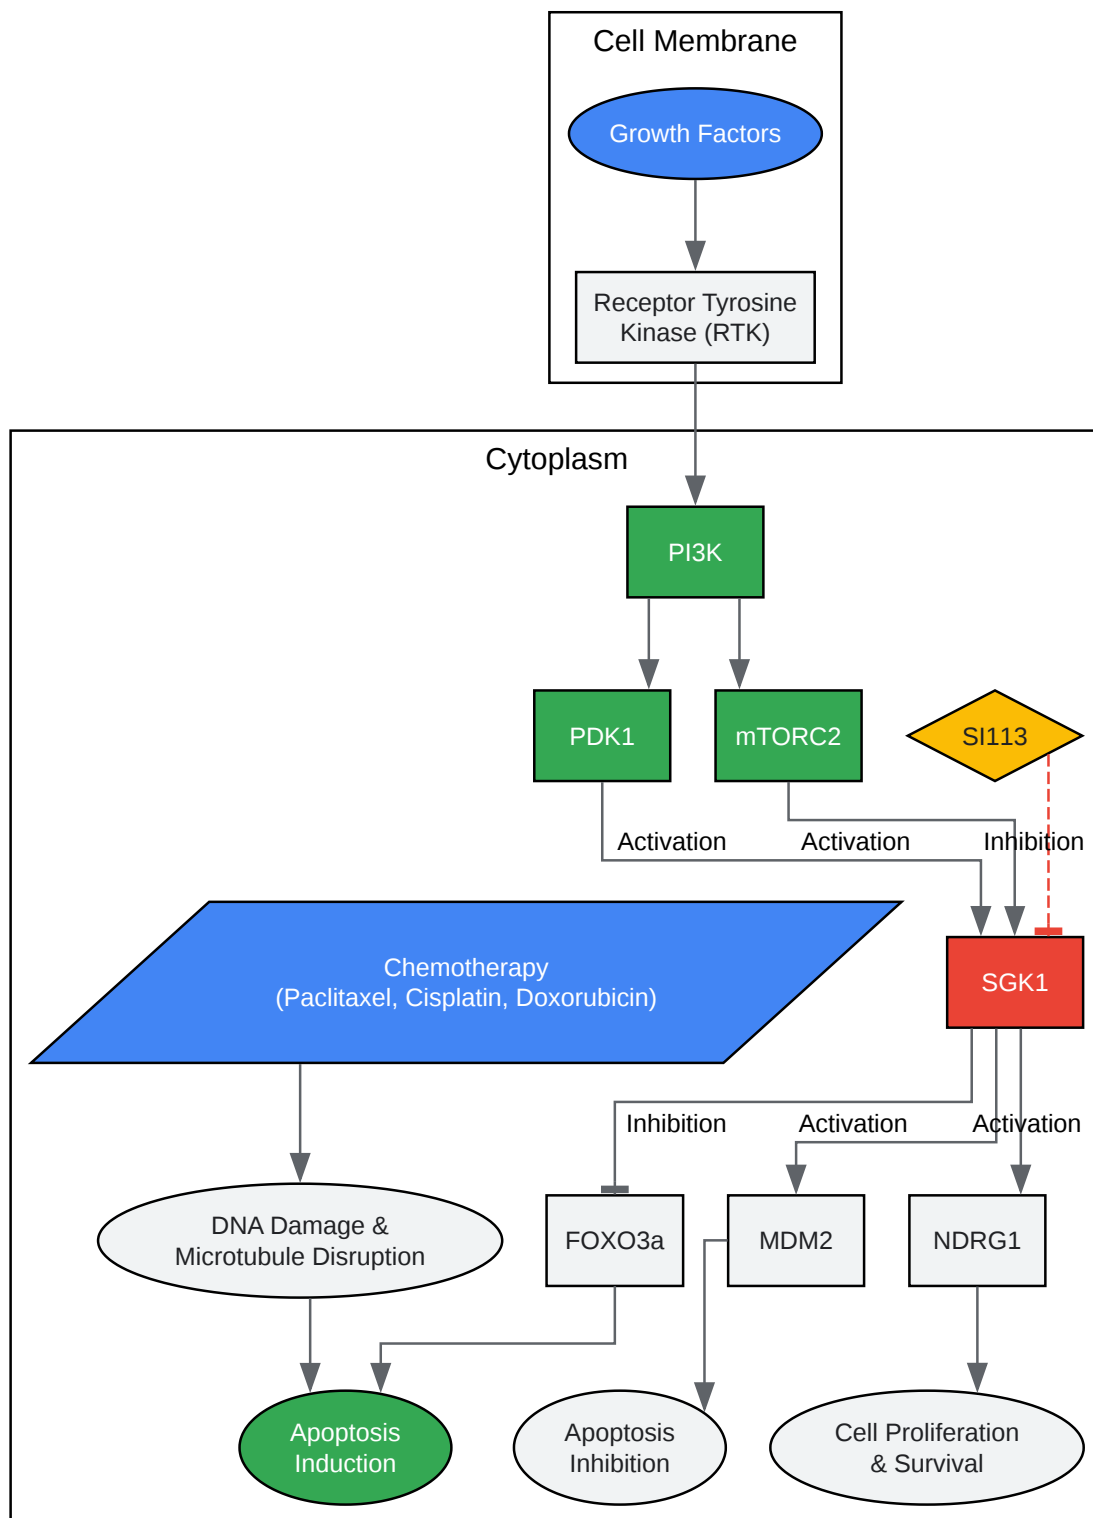 Cell Membrane
Growth Factors
Receptor Tyrosine
Kinase (RTK)
Cytoplasm
PI3K
PDK1
mTORC2
SI113
Activation
Activation
Inhibition
Chemotherapy
(Paclitaxel, Cisplatin, Doxorubicin)
SGK1
Inhibition
Activation
Activation
DNA Damage &
Microtubule Disruption
FOXO3a
MDM2
NDRG1
Apoptosis
Induction
Apoptosis
Inhibition
Cell Proliferation
& Survival